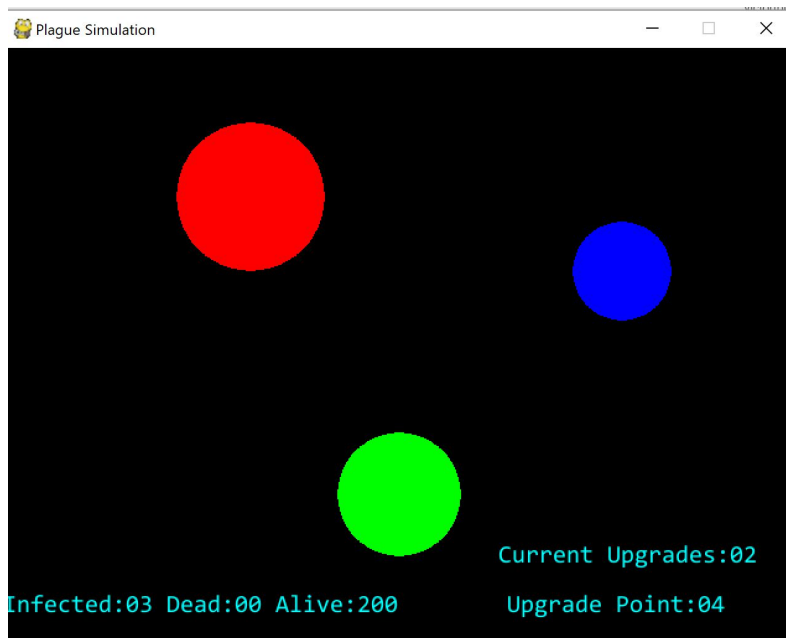 Plague Simulation
Current Upgrades:02
Infected:03 Dead:00 Alive:200
Upgrade Point:04